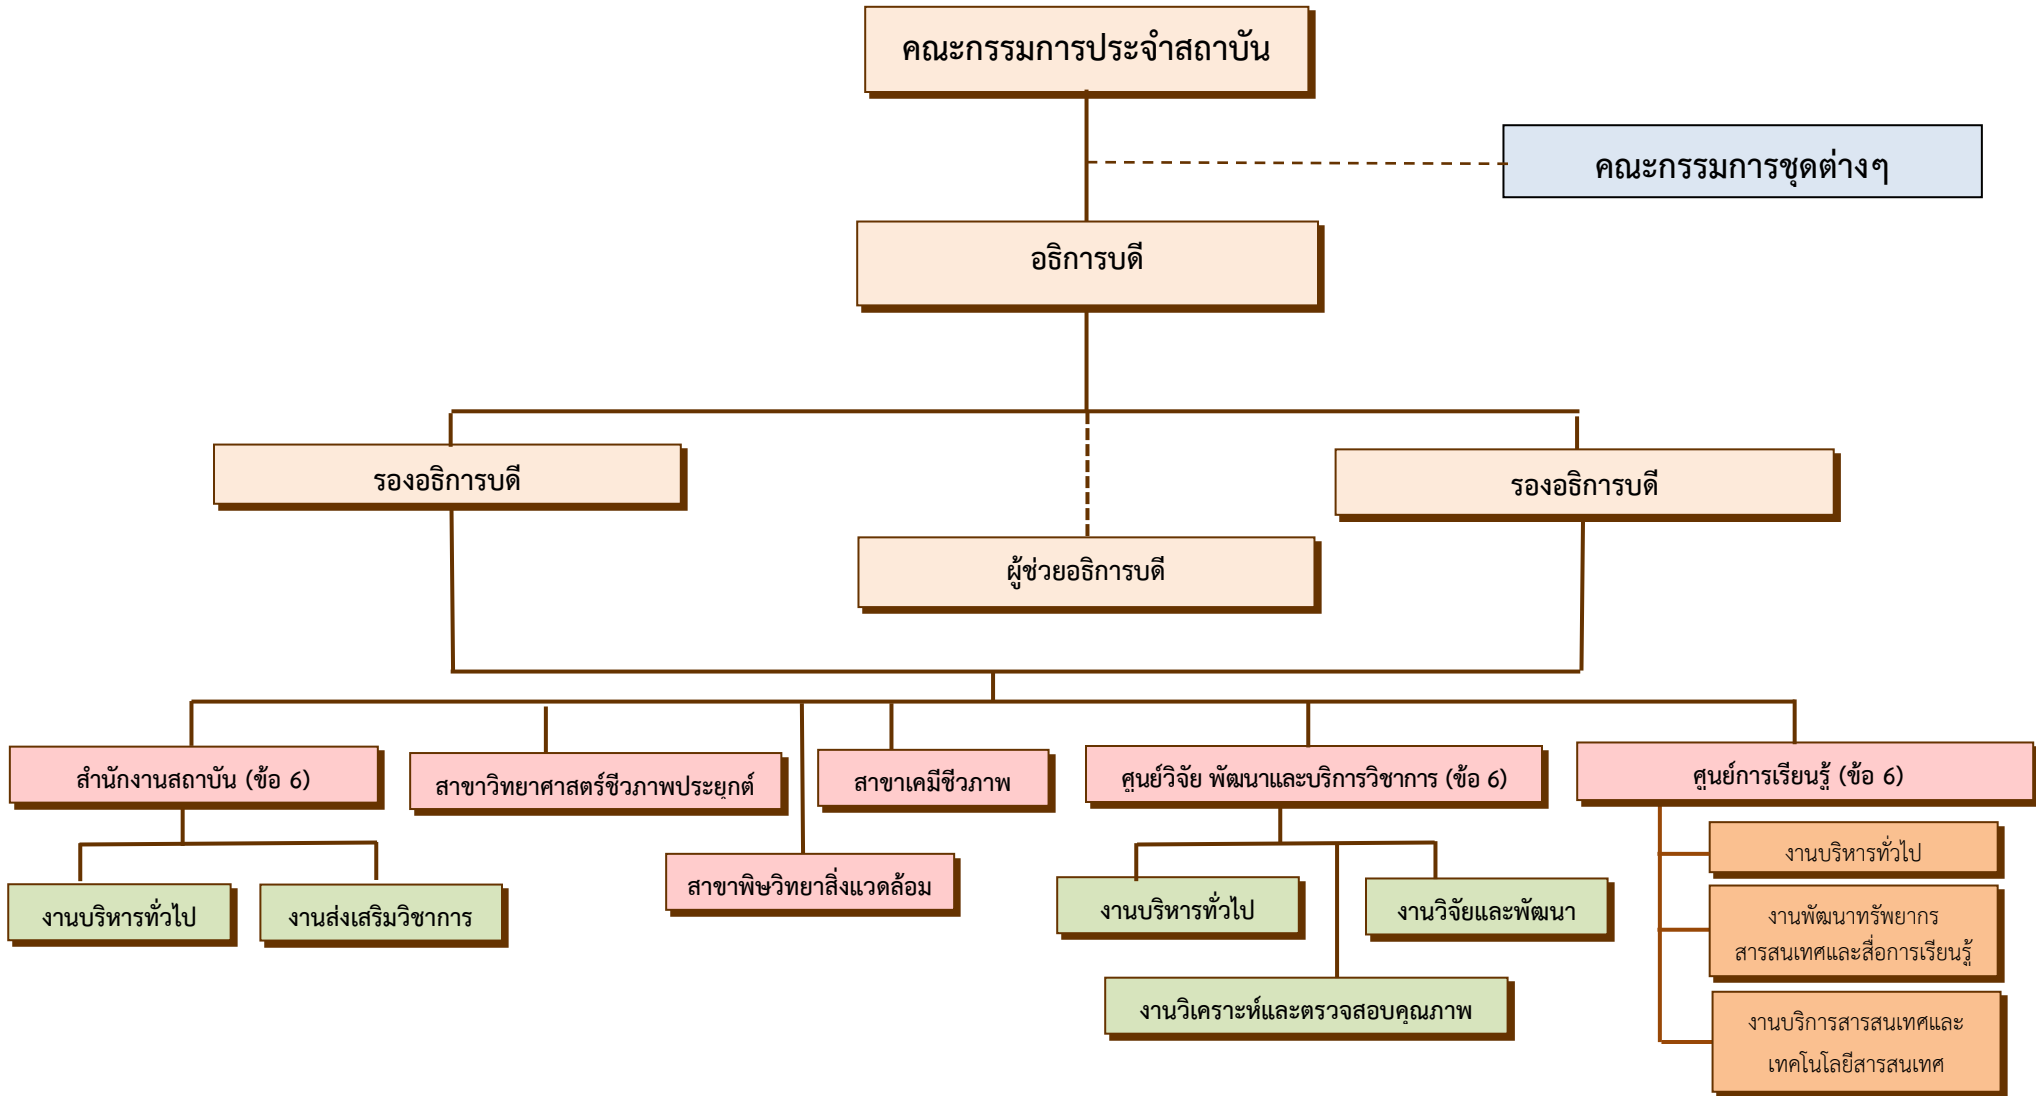 คณะกรรมการประจำสถาบัน
คณะกรรมการชุดต่างๆ
อธิการบดี
รองอธิการบดี
รองอธิการบดี
ผู้ช่วยอธิการบดี
สำนักงานสถาบัน (ข้อ 6)
สาขาวิทยาศาสตร์ชีวภาพประยุกต์
สาขาเคมีชีวภาพ
ศูนย์วิจัย พัฒนาและบริการวิชาการ (ข้อ 6)
ศูนย์การเรียนรู้ (ข้อ 6)
สาขาพิษวิทยาสิ่งแวดล้อม
งานบริหารทั่วไป
งานส่งเสริมวิชาการ
งานบริหารทั่วไป
งานวิจัยและพัฒนา
งานวิเคราะห์และตรวจสอบคุณภาพ
งานบริหารทั่วไป
งานพัฒนาทรัพยากร
สารสนเทศและสื่อการเรียนรู้
งานบริการสารสนเทศและ
เทคโนโลยีสารสนเทศ